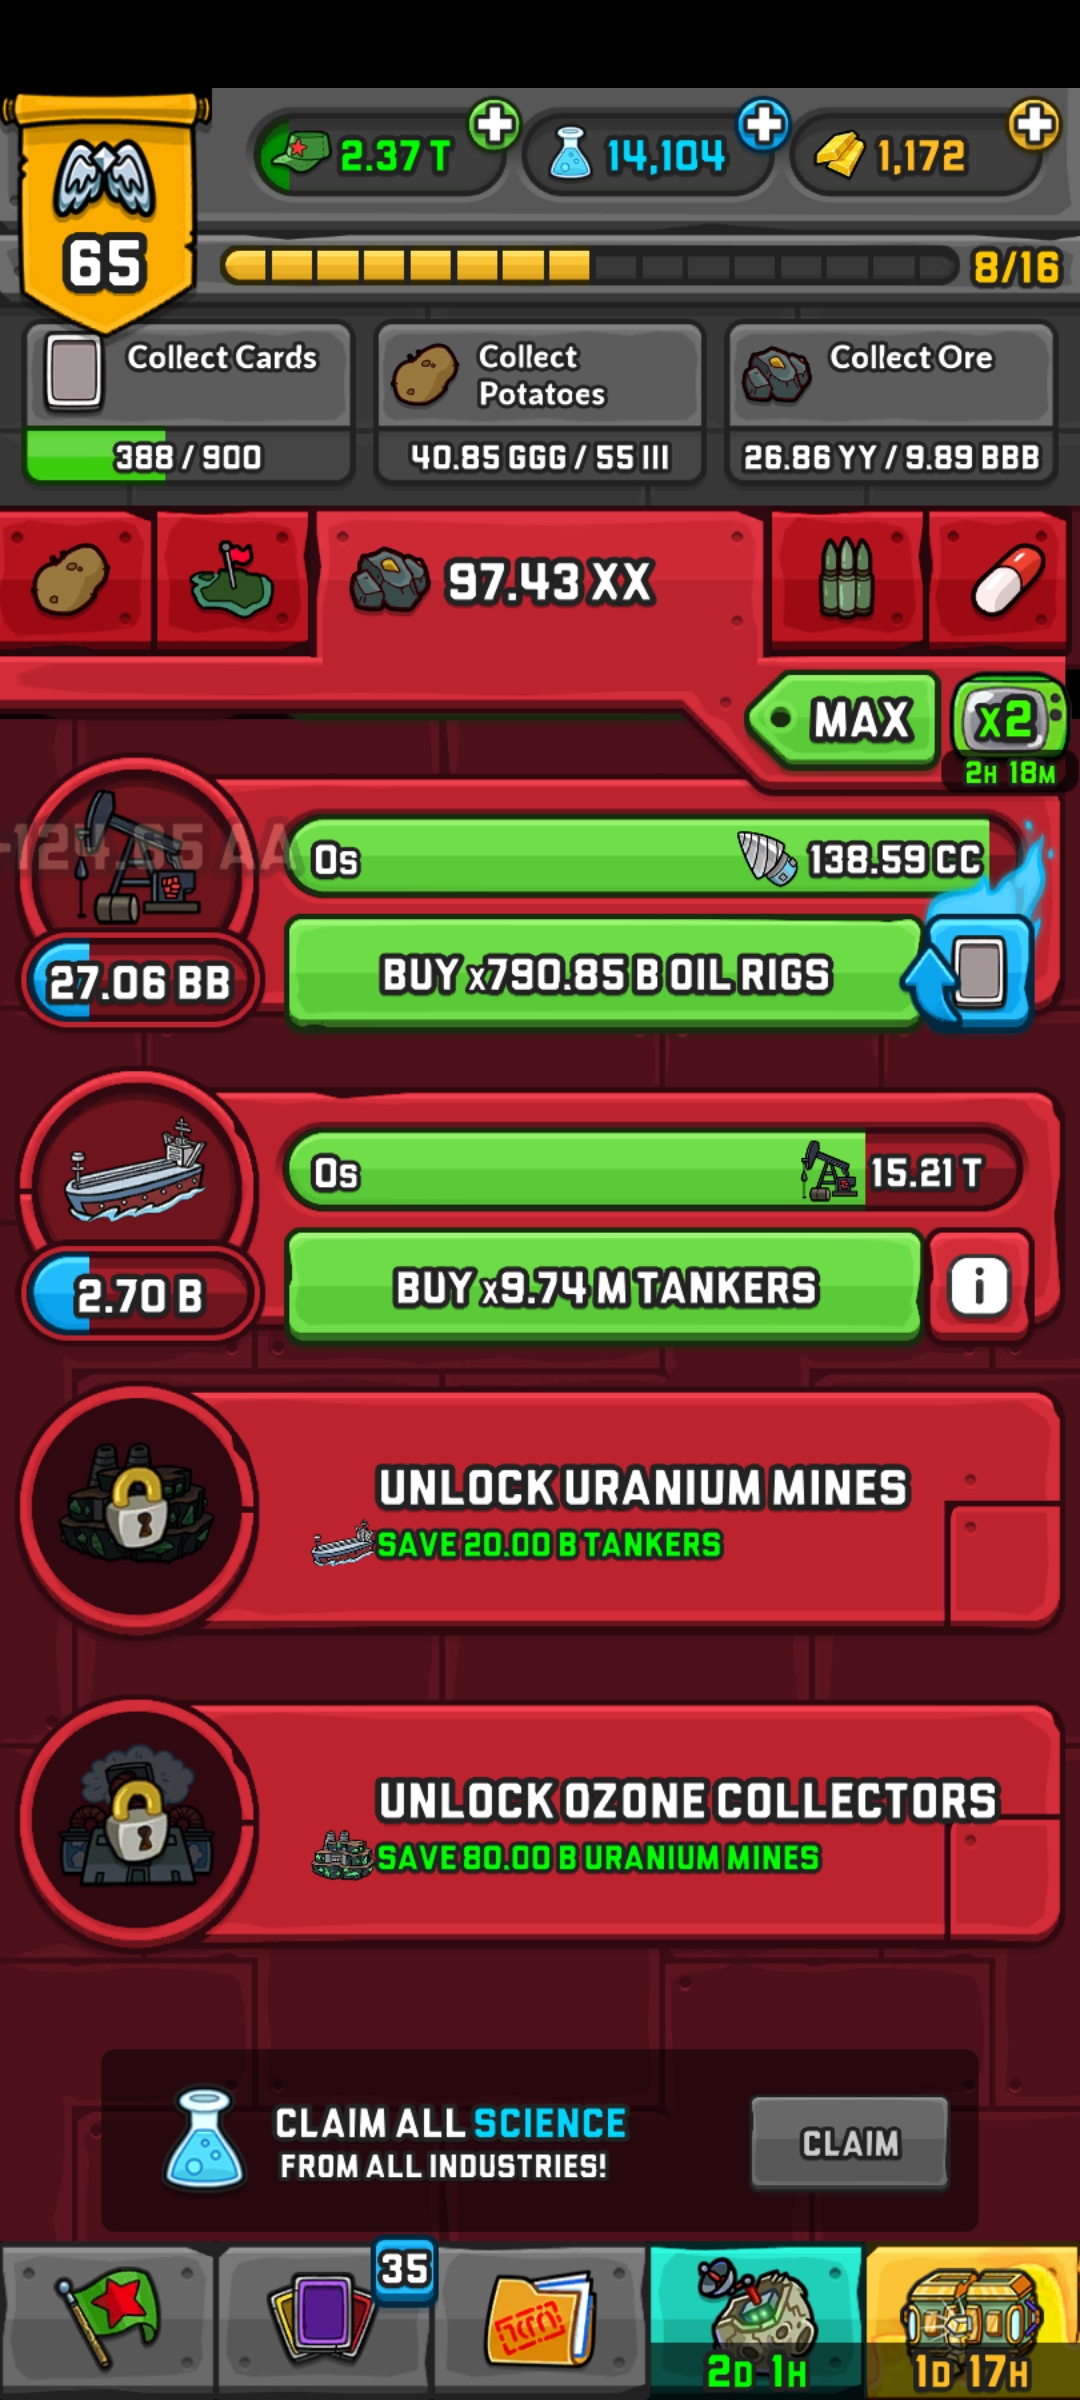 2.37 T
14,104
1,172
65
8/16
Collect Cards
388 / 900
Collect
Potatoes
40.85 GGG / 55 III
Collect Ore
26.86 YY / 9.89 BBB
97.43 XX
MAX
x2
2H 18M
-124.65 AA
0s
138.59 CC
27.06 BB
BUY x790.85 B OIL RIGS
0s
15.21 T
2.70 B
BUY x9.74 M TANKERS
i
UNLOCK URANIUM MINES
SAVE 20.00 B TANKERS
UNLOCK OZONE COLLECTORS
SAVE 80.00 B URANIUM MINES
CLAIM ALL SCIENCE
FROM ALL INDUSTRIES!
CLAIM
35
2D 1H
1D 17H